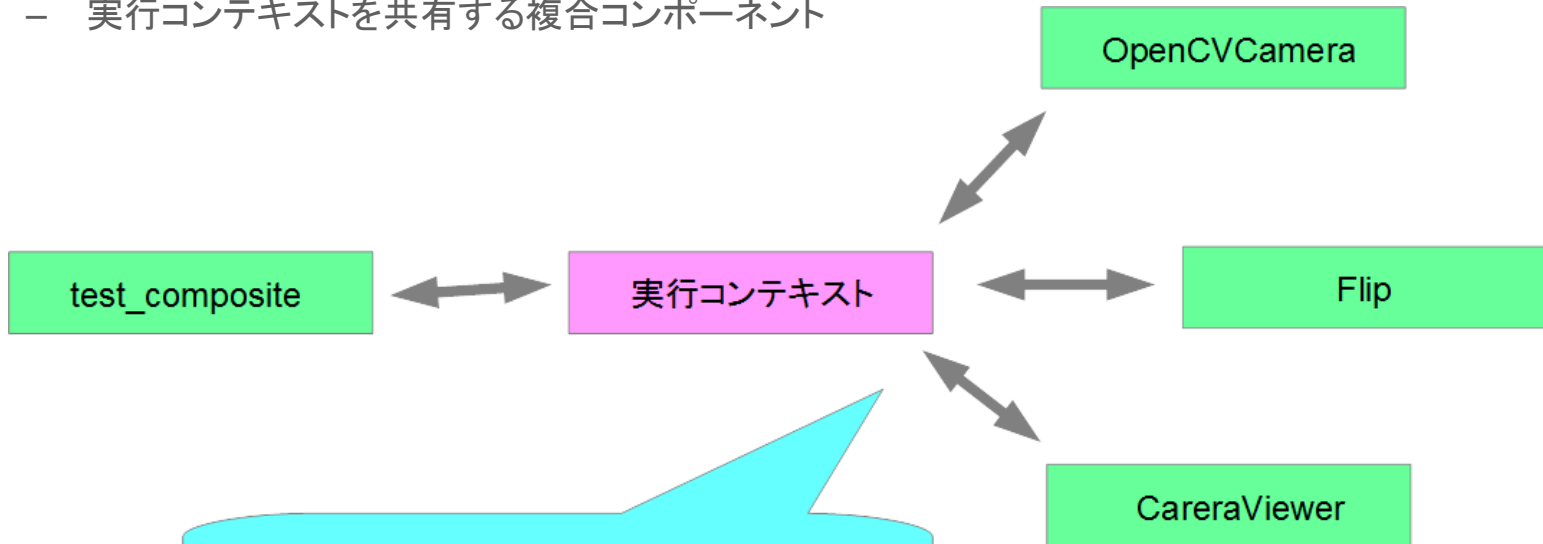 – 実行コンテキストを共有する複合コンポーネント
OpenCVCamera
test_composite
実行コンテキスト
Flip
CareraViewer